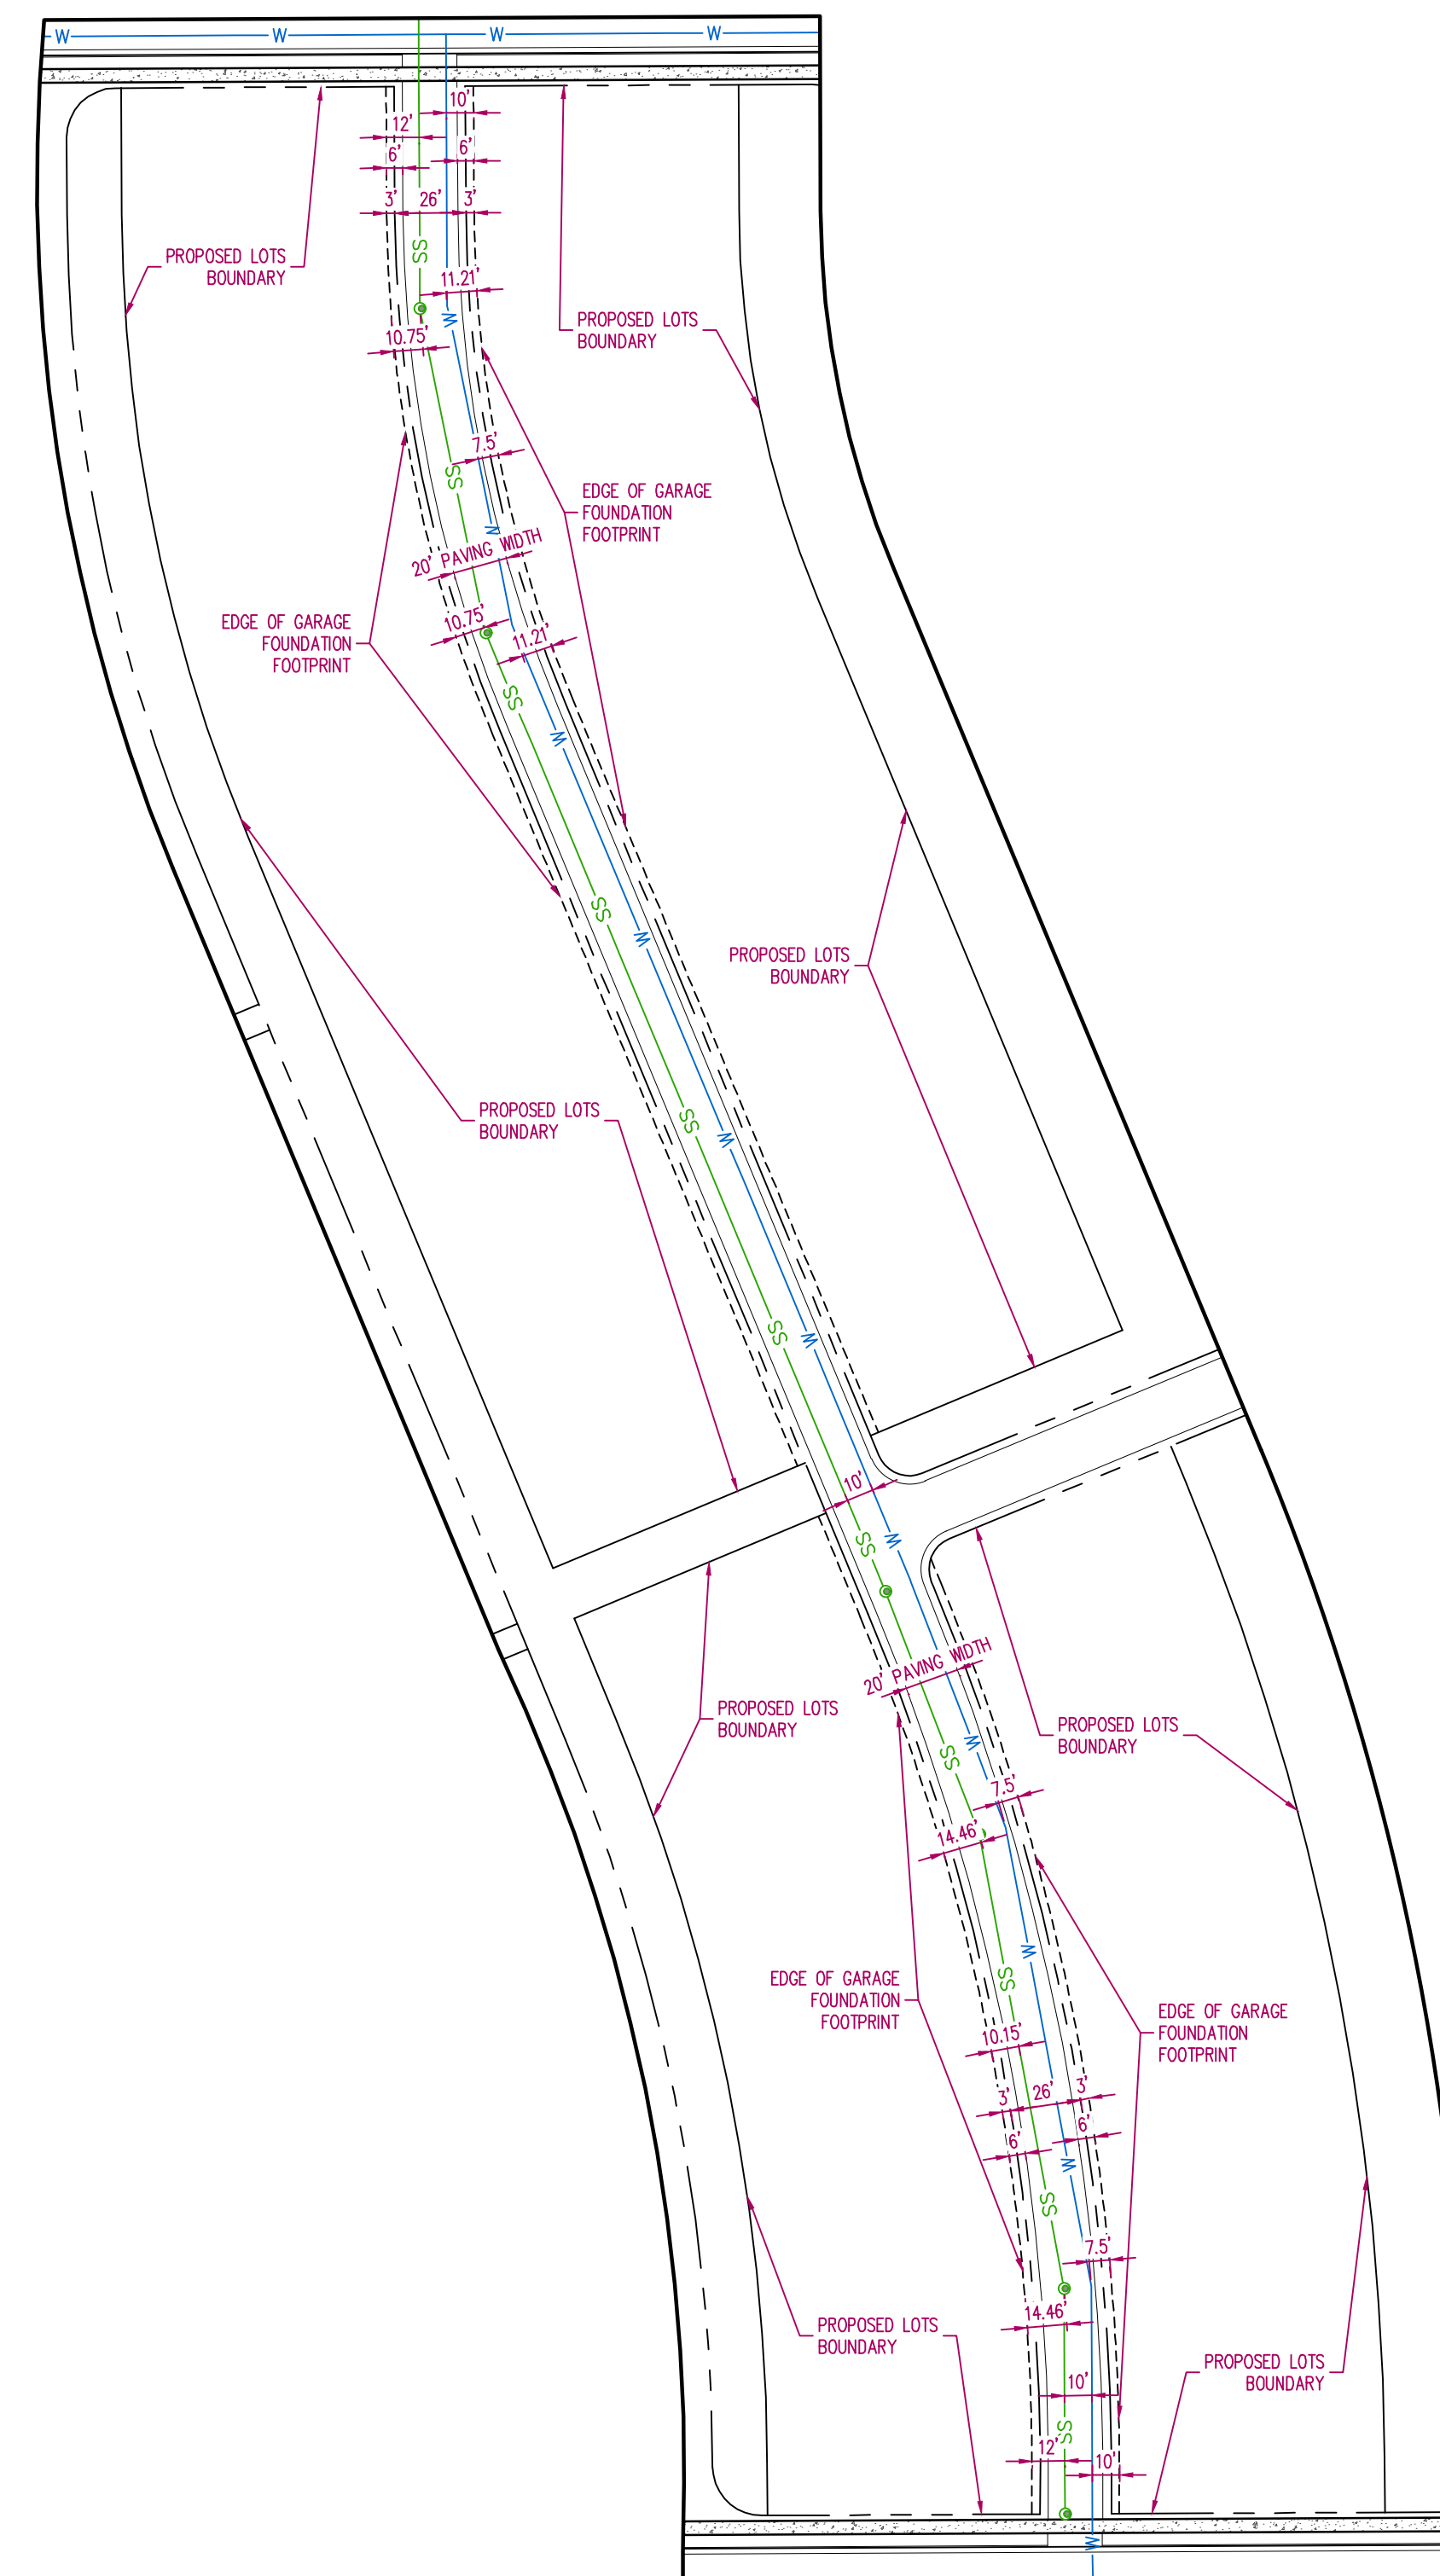 W W W W
10'
12'
6' 6'
3' 26' 3'
SS
PROPOSED LOTS
BOUNDARY
11.21'
W
PROPOSED LOTS
BOUNDARY
10.75'
7.5'
SS
EDGE OF GARAGE
FOUNDATION
FOOTPRINT
W
20' PAVING WIDTH
10.75'
EDGE OF GARAGE
FOUNDATION
FOOTPRINT
11.21'
SS
W
SS
W
PROPOSED LOTS
BOUNDARY
PROPOSED LOTS
BOUNDARY
SS
W
SS
W
10'
SS
W
20' PAVING WIDTH
PROPOSED LOTS
BOUNDARY
PROPOSED LOTS
BOUNDARY
SS
W
7.5'
14.46'
W
SS
EDGE OF GARAGE
FOUNDATION
FOOTPRINT
EDGE OF GARAGE
FOUNDATION
FOOTPRINT
10.15'
3' 26' 3'
6' 6'
W
SS
7.5'
14.46'
PROPOSED LOTS
BOUNDARY
PROPOSED LOTS
BOUNDARY
10'
SS
12'
10'
W